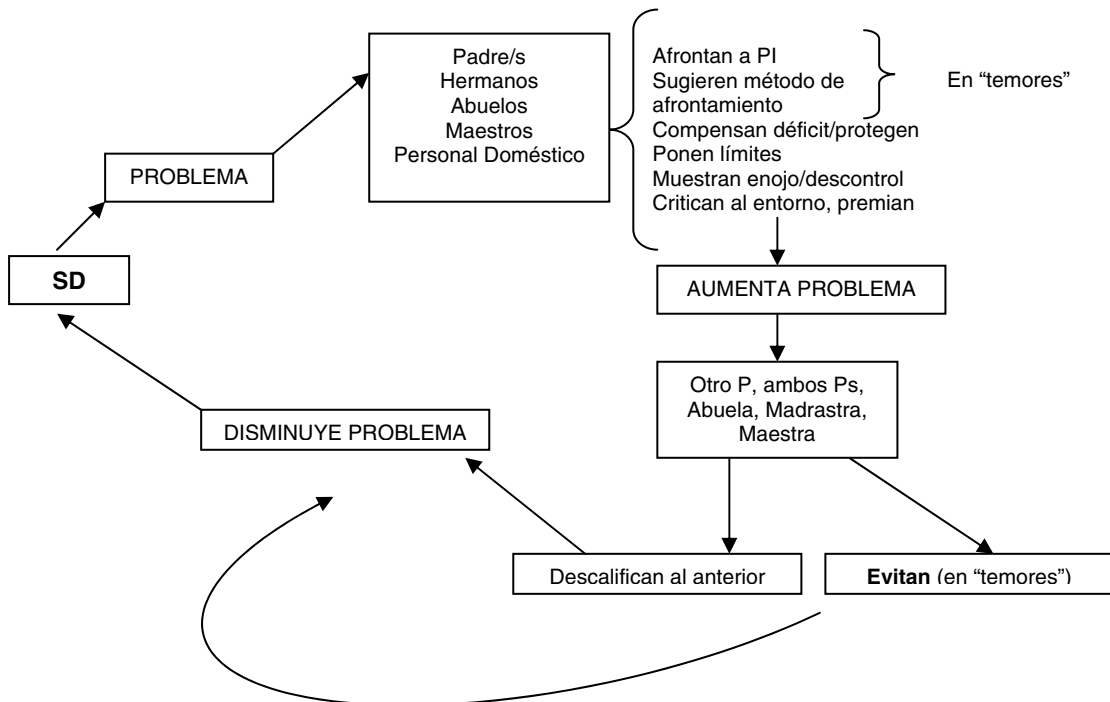 Padre/s
Hermanos
Abuelos
Maestros
Personal Doméstico
Afrontan a PI
Sugieren método de
afrontamiento
Compensan déficit/protegen
Ponen límites
Muestran enojo/descontrol
Critican al entorno, premian
En “temores”
PROBLEMA
SD
AUMENTA PROBLEMA
Otro P, ambos Ps,
Abuela, Madrastra,
Maestra
DISMINUYE PROBLEMA
Descalifican al anterior
Evitan (en “temores”)